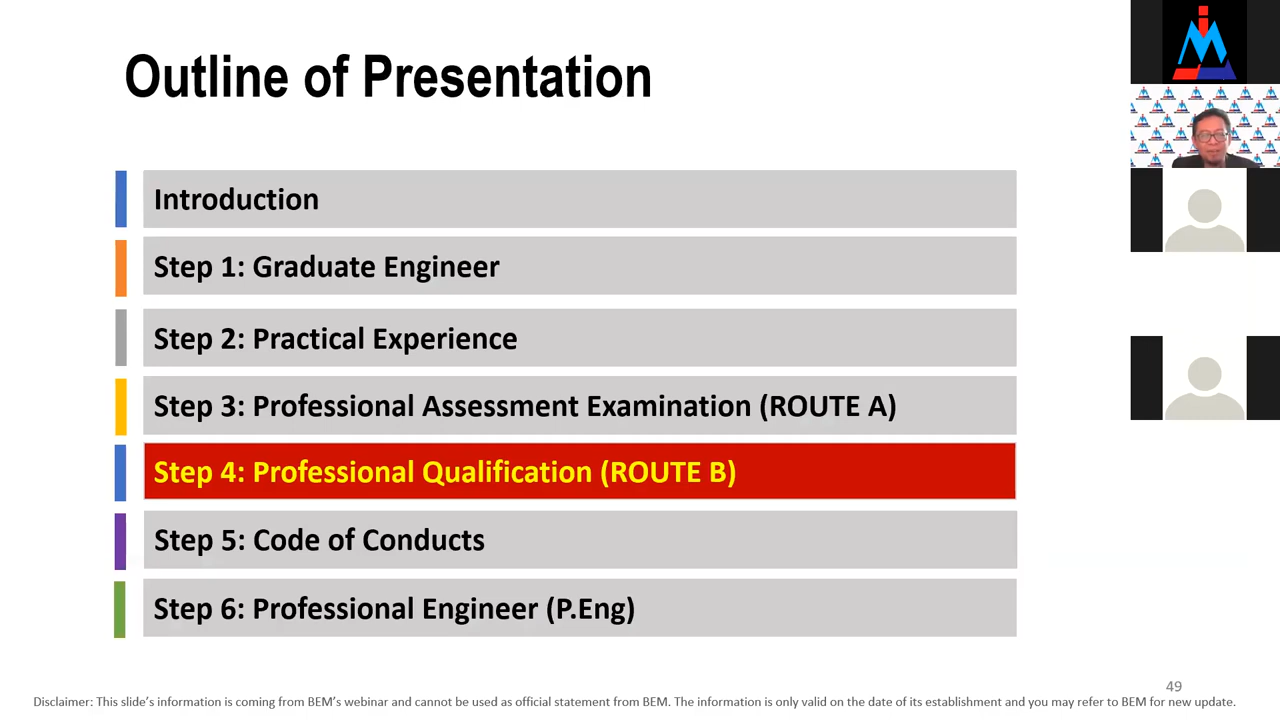 Outline of Presentation
Introduction
Step 1: Graduate Engineer
Step 2: Practical Experience
Step 3: Professional Assessment Examination (ROUTE A)
Step 4: Professional Qualification (ROUTE B)
Step 5: Code of Conducts
Step 6: Professional Engineer (P.Eng)
49
Disclaimer: This slide's information is coming from BEM's webinar and cannot be used as official statement from BEM. The information is only valid on the date of its establishment and you may refer to BEM for new update.